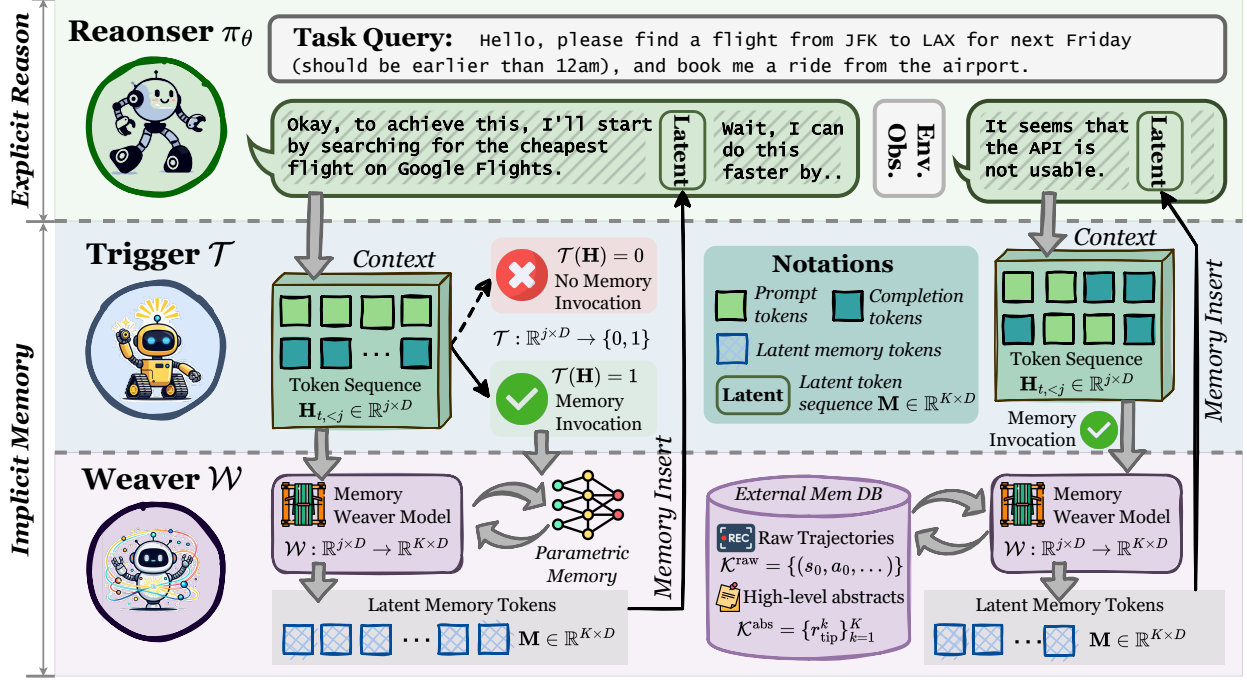 Explicit Reason
Reaonser π_θ
Task Query: Hello, please find a flight from JFK to LAX for next Friday
(should be earlier than 12am), and book me a ride from the airport.
Okay, to achieve this, I'll start
by searching for the cheapest
flight on Google Flights.
Latent
Wait, I can
do this
faster by..
Env.
Obs.
It seems that
the API is
not usable.
Latent
Implicit Memory
Trigger 𝒯
Context
Token Sequence
H_{t,<j} ∈ ℝ^{j×D}
𝒯(H) = 0
No Memory
Invocation
𝒯 : ℝ^{j×D} → {0, 1}
𝒯(H) = 1
Memory
Invocation
Memory Insert
Notations
Prompt
tokens
Completion
tokens
Latent memory tokens
Latent
Latent token
sequence M ∈ ℝ^{K×D}
Context
Token Sequence
H_{t,<j} ∈ ℝ^{j×D}
Memory
Invocation
Memory Insert
Weaver 𝒲
Memory
Weaver Model
𝒲 : ℝ^{j×D} → ℝ^{K×D}
Parametric
Memory
Latent Memory Tokens
··· M ∈ ℝ^{K×D}
External Mem DB
REC Raw Trajectories
𝒦^{raw} = {(s_0, a_0, . . . )}
High-level abstracts
𝒦^{abs} = {r^k_{tip}}^K_{k=1}
Memory
Weaver Model
𝒲 : ℝ^{j×D} → ℝ^{K×D}
Latent Memory Tokens
··· M ∈ ℝ^{K×D}